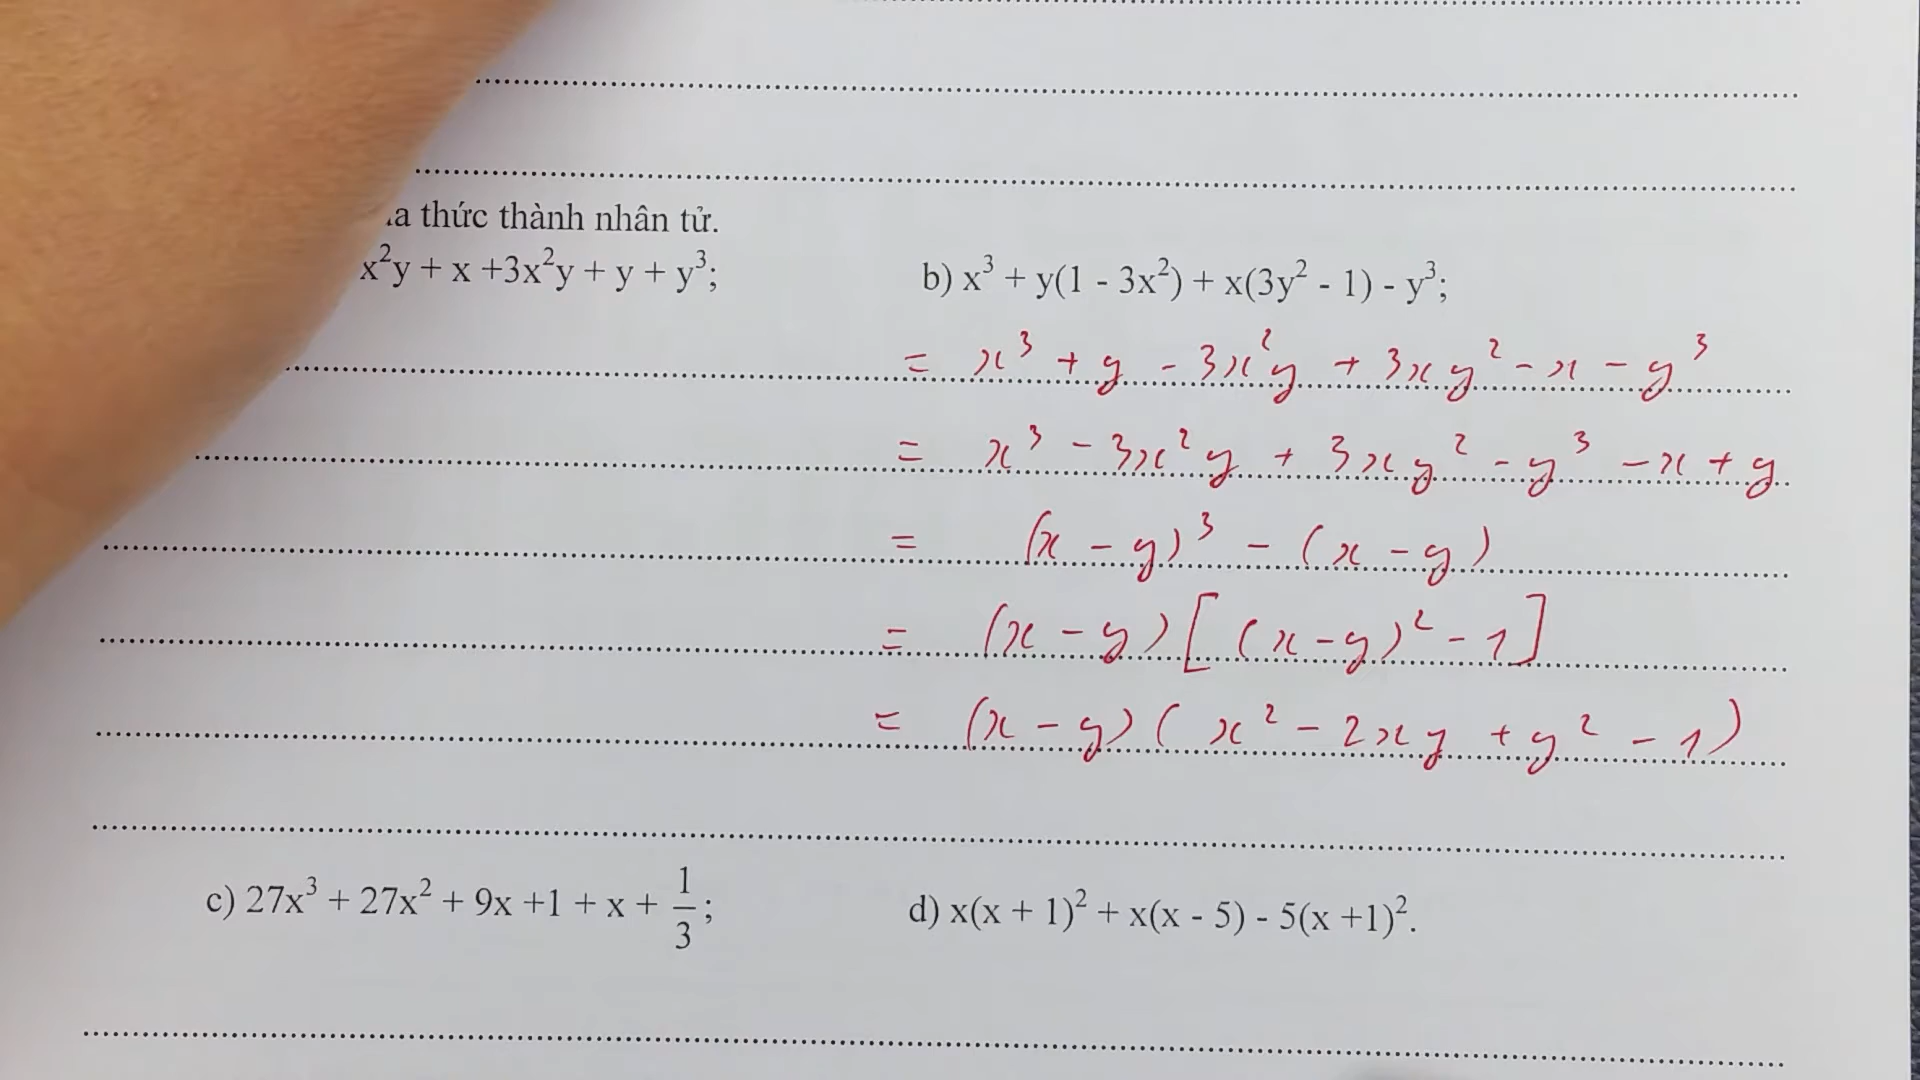 a thức thành nhân tử.
x²y + x +3x²y + y + y³;
b) x³ + y(1 - 3x²) + x(3y² - 1) - y³;
= x³ + y - 3x²y + 3xy² - x - y³
= x³ - 3x²y + 3xy² - y³ - x + y
= (x - y)³ - (x - y)
= (x - y) [ (x - y)² - 1 ]
= (x - y) ( x² - 2xy + y² - 1 )
c) 27x³ + 27x² + 9x +1 + x + 1/3;
d) x(x + 1)² + x(x - 5) - 5(x +1)².